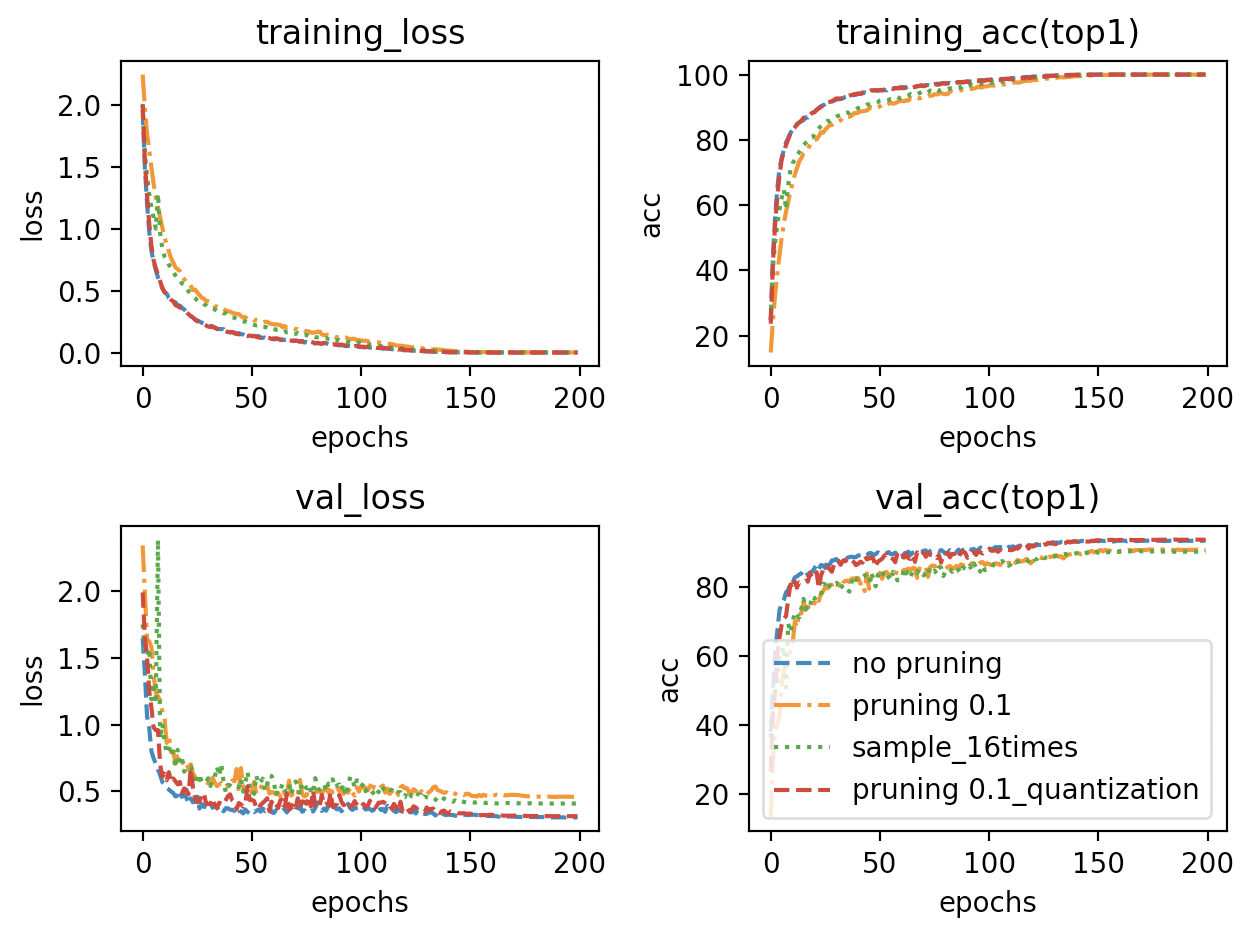 training_loss
loss
2.0
1.5
1.0
0.5
0.0
0
50
100
150
200
epochs
training_acc(top1)
acc
100
80
60
40
20
0
50
100
150
200
epochs
val_loss
loss
2.0
1.5
1.0
0.5
0
50
100
150
200
epochs
val_acc(top1)
acc
80
60
40
20
no pruning
pruning 0.1
sample_16times
pruning 0.1_quantization
0
50
100
150
200
epochs